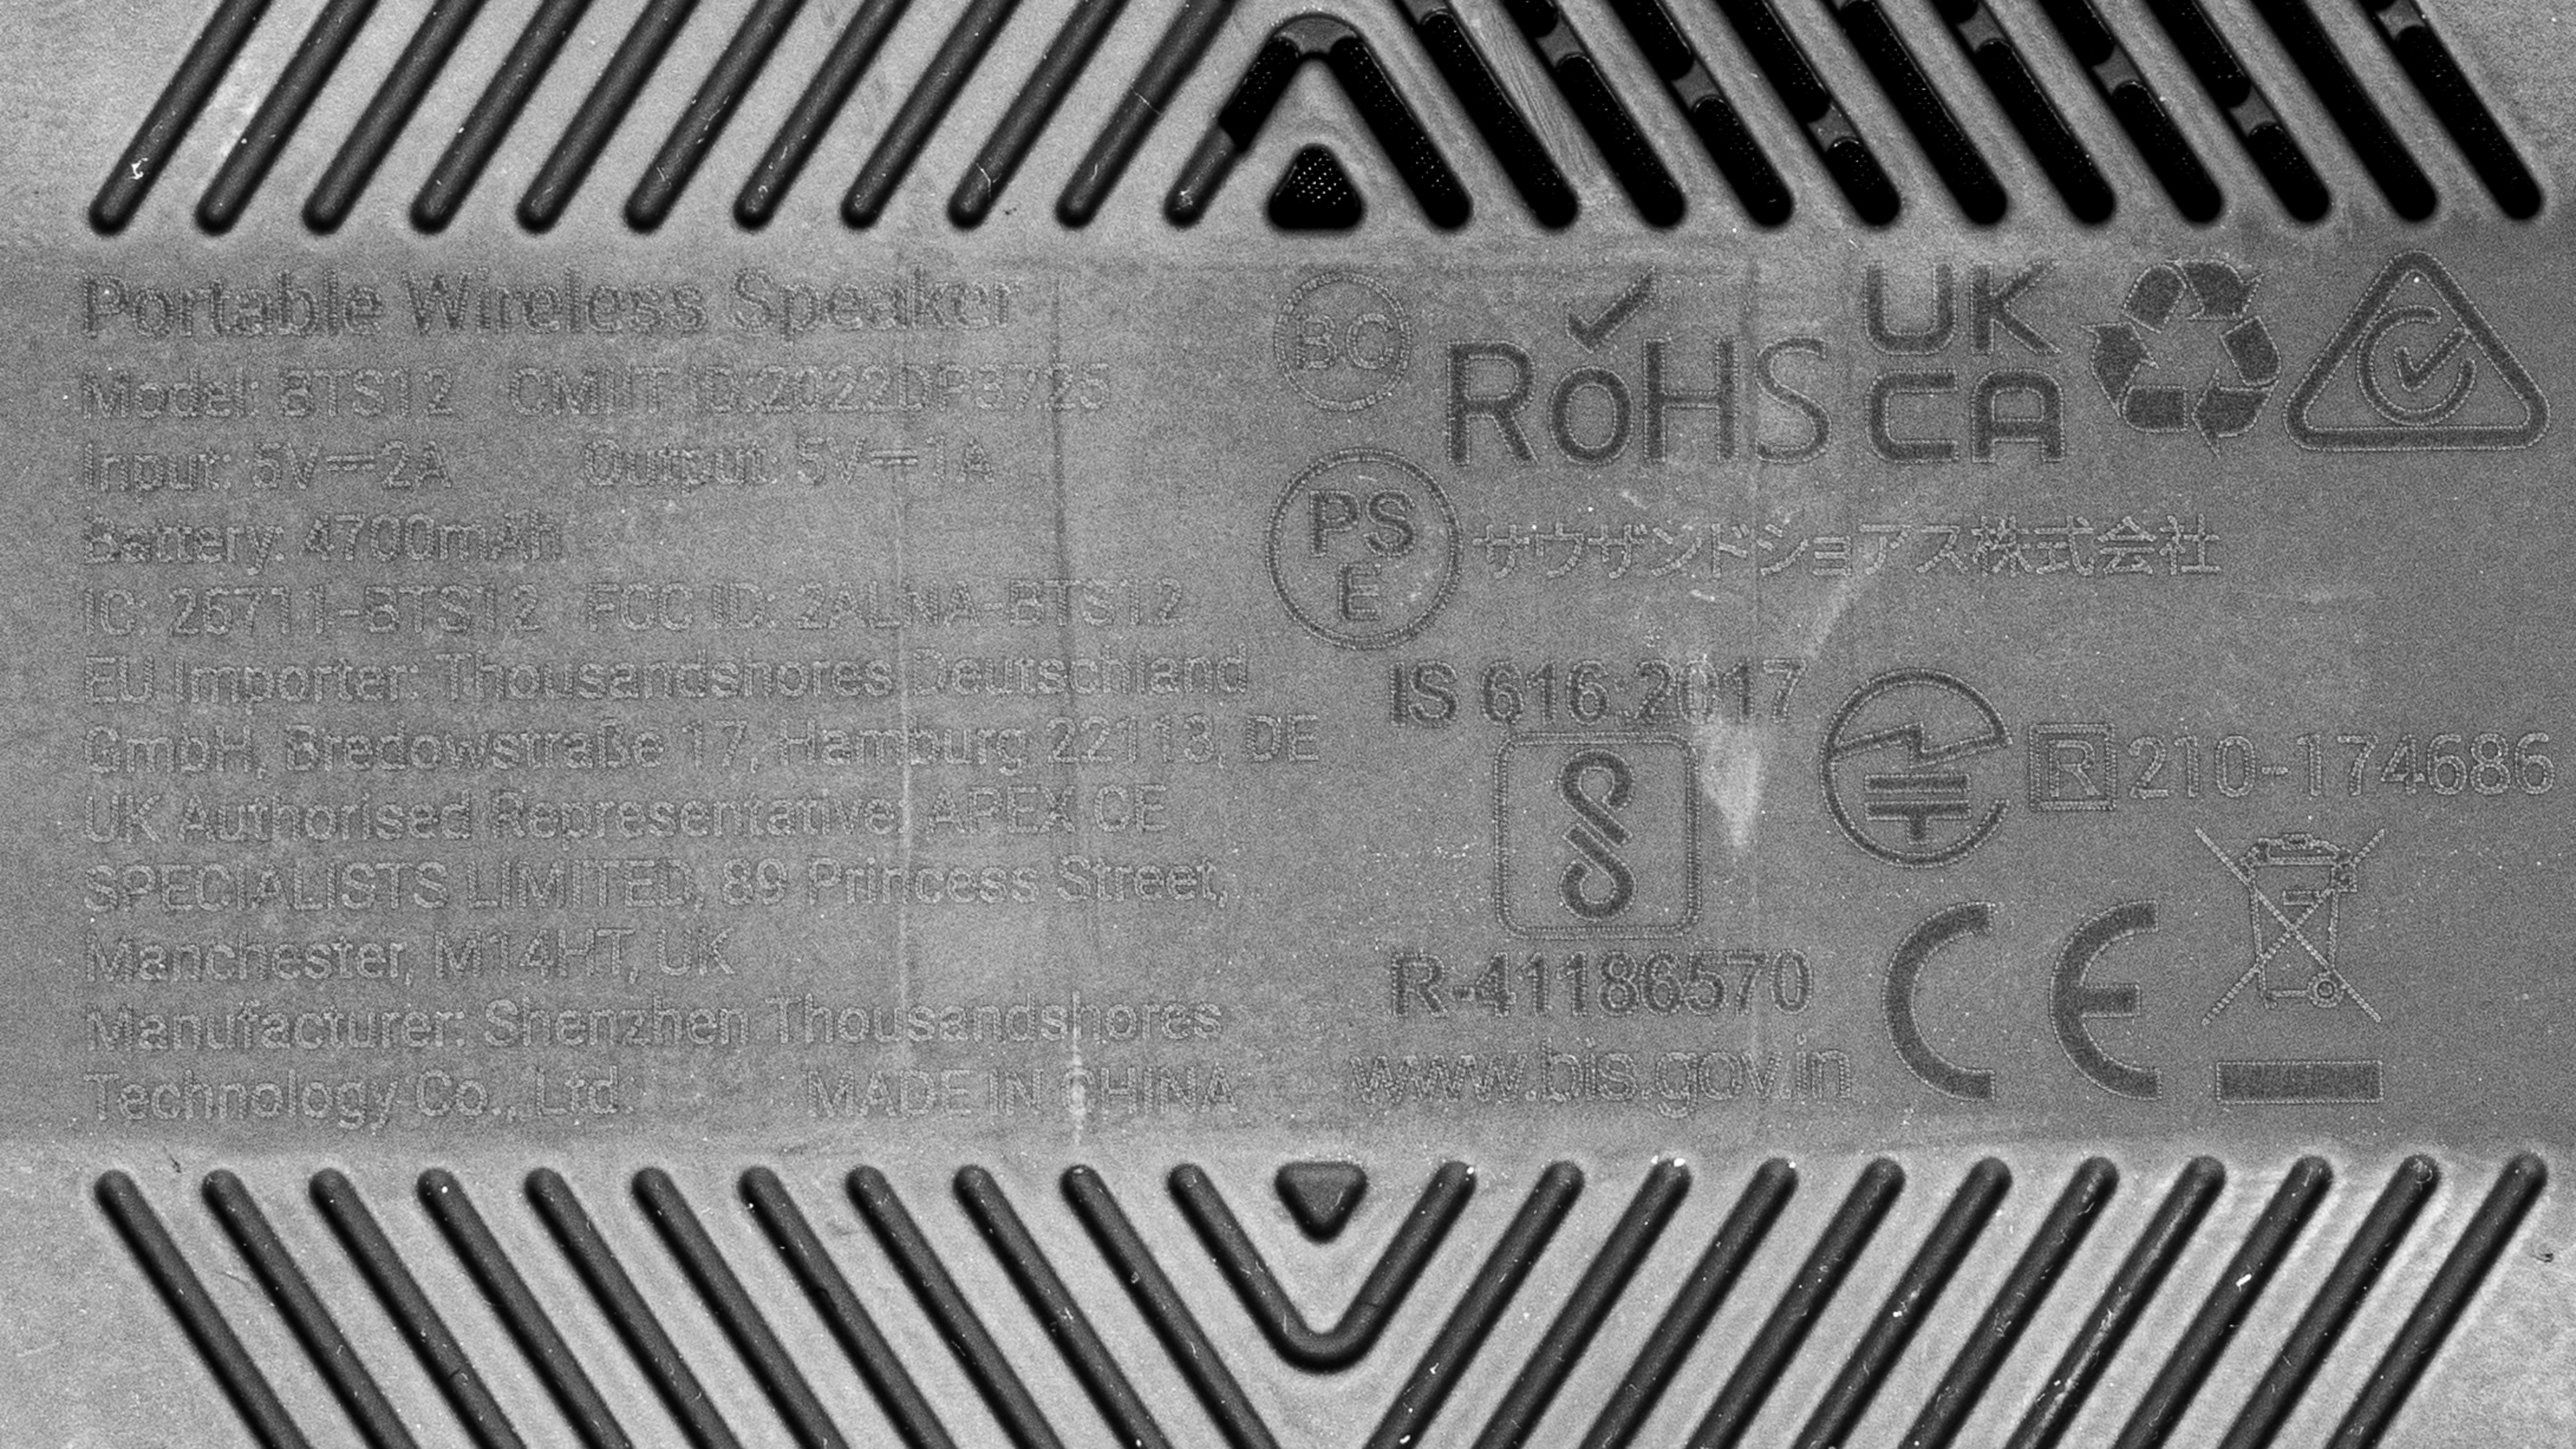 Portable Wireless Speaker
Model: BTS12 CMIIT ID:2022DP3725
Input: 5V⎓2A Output: 5V⎓1A
Battery: 4700mAh
IC: 26711-BTS12 FCC ID: 2ALNA-BTS12
EU Importer: Thousandshores Deutschland
GmbH, Bredowstraße 17, Hamburg 22113, DE
UK Authorised Representative: APEX CE
SPECIALISTS LIMITED, 89 Princess Street,
Manchester, M14HT, UK
Manufacturer: Shenzhen Thousandshores
Technology Co., Ltd. MADE IN CHINA
BC
RoHS
UK
CA
PS
E
サウザンドショアス株式会社
IS 616:2017
R 210-174686
R-41186570
www.bis.gov.in
CE